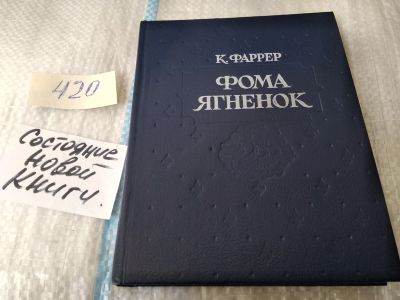 К. ФАРРЕР
ФОМА
ЯГНЕНОК
420
Состояние
новой
книги.